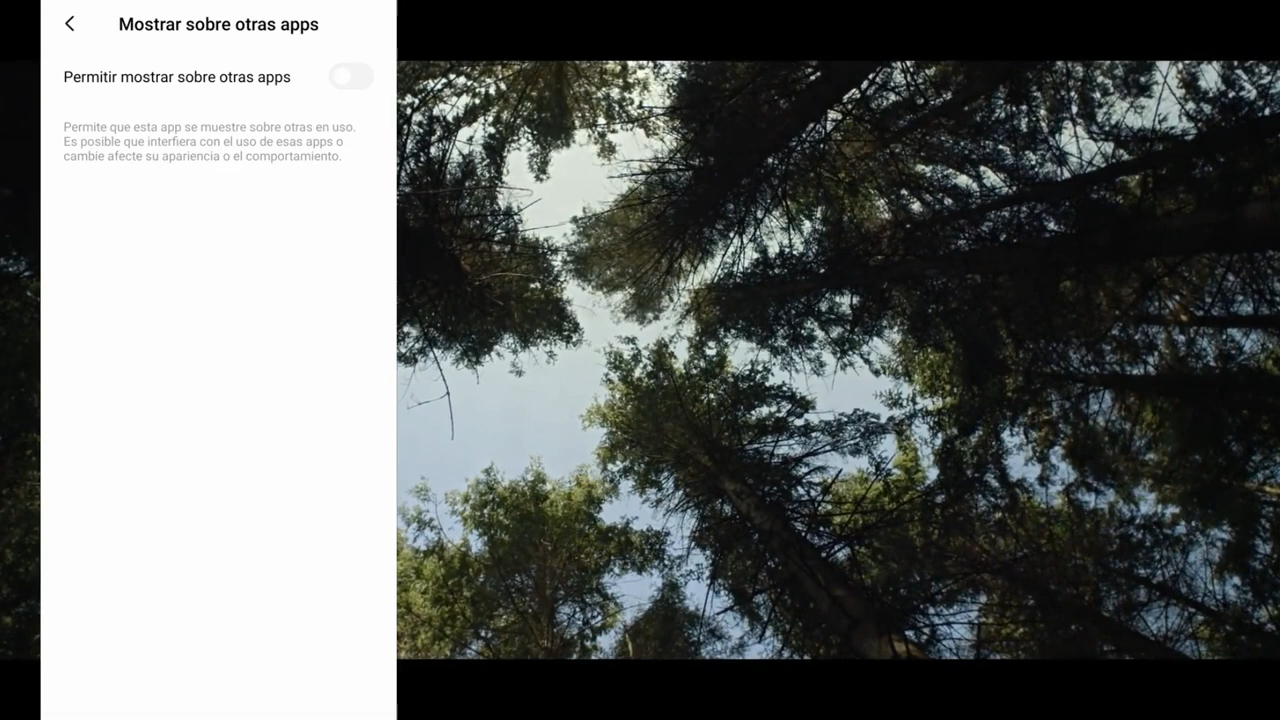 Mostrar sobre otras apps
Permitir mostrar sobre otras apps
Permite que esta app se muestre sobre otras en uso.
Es posible que interfiera con el uso de esas apps o
cambie afecte su apariencia o el comportamiento.